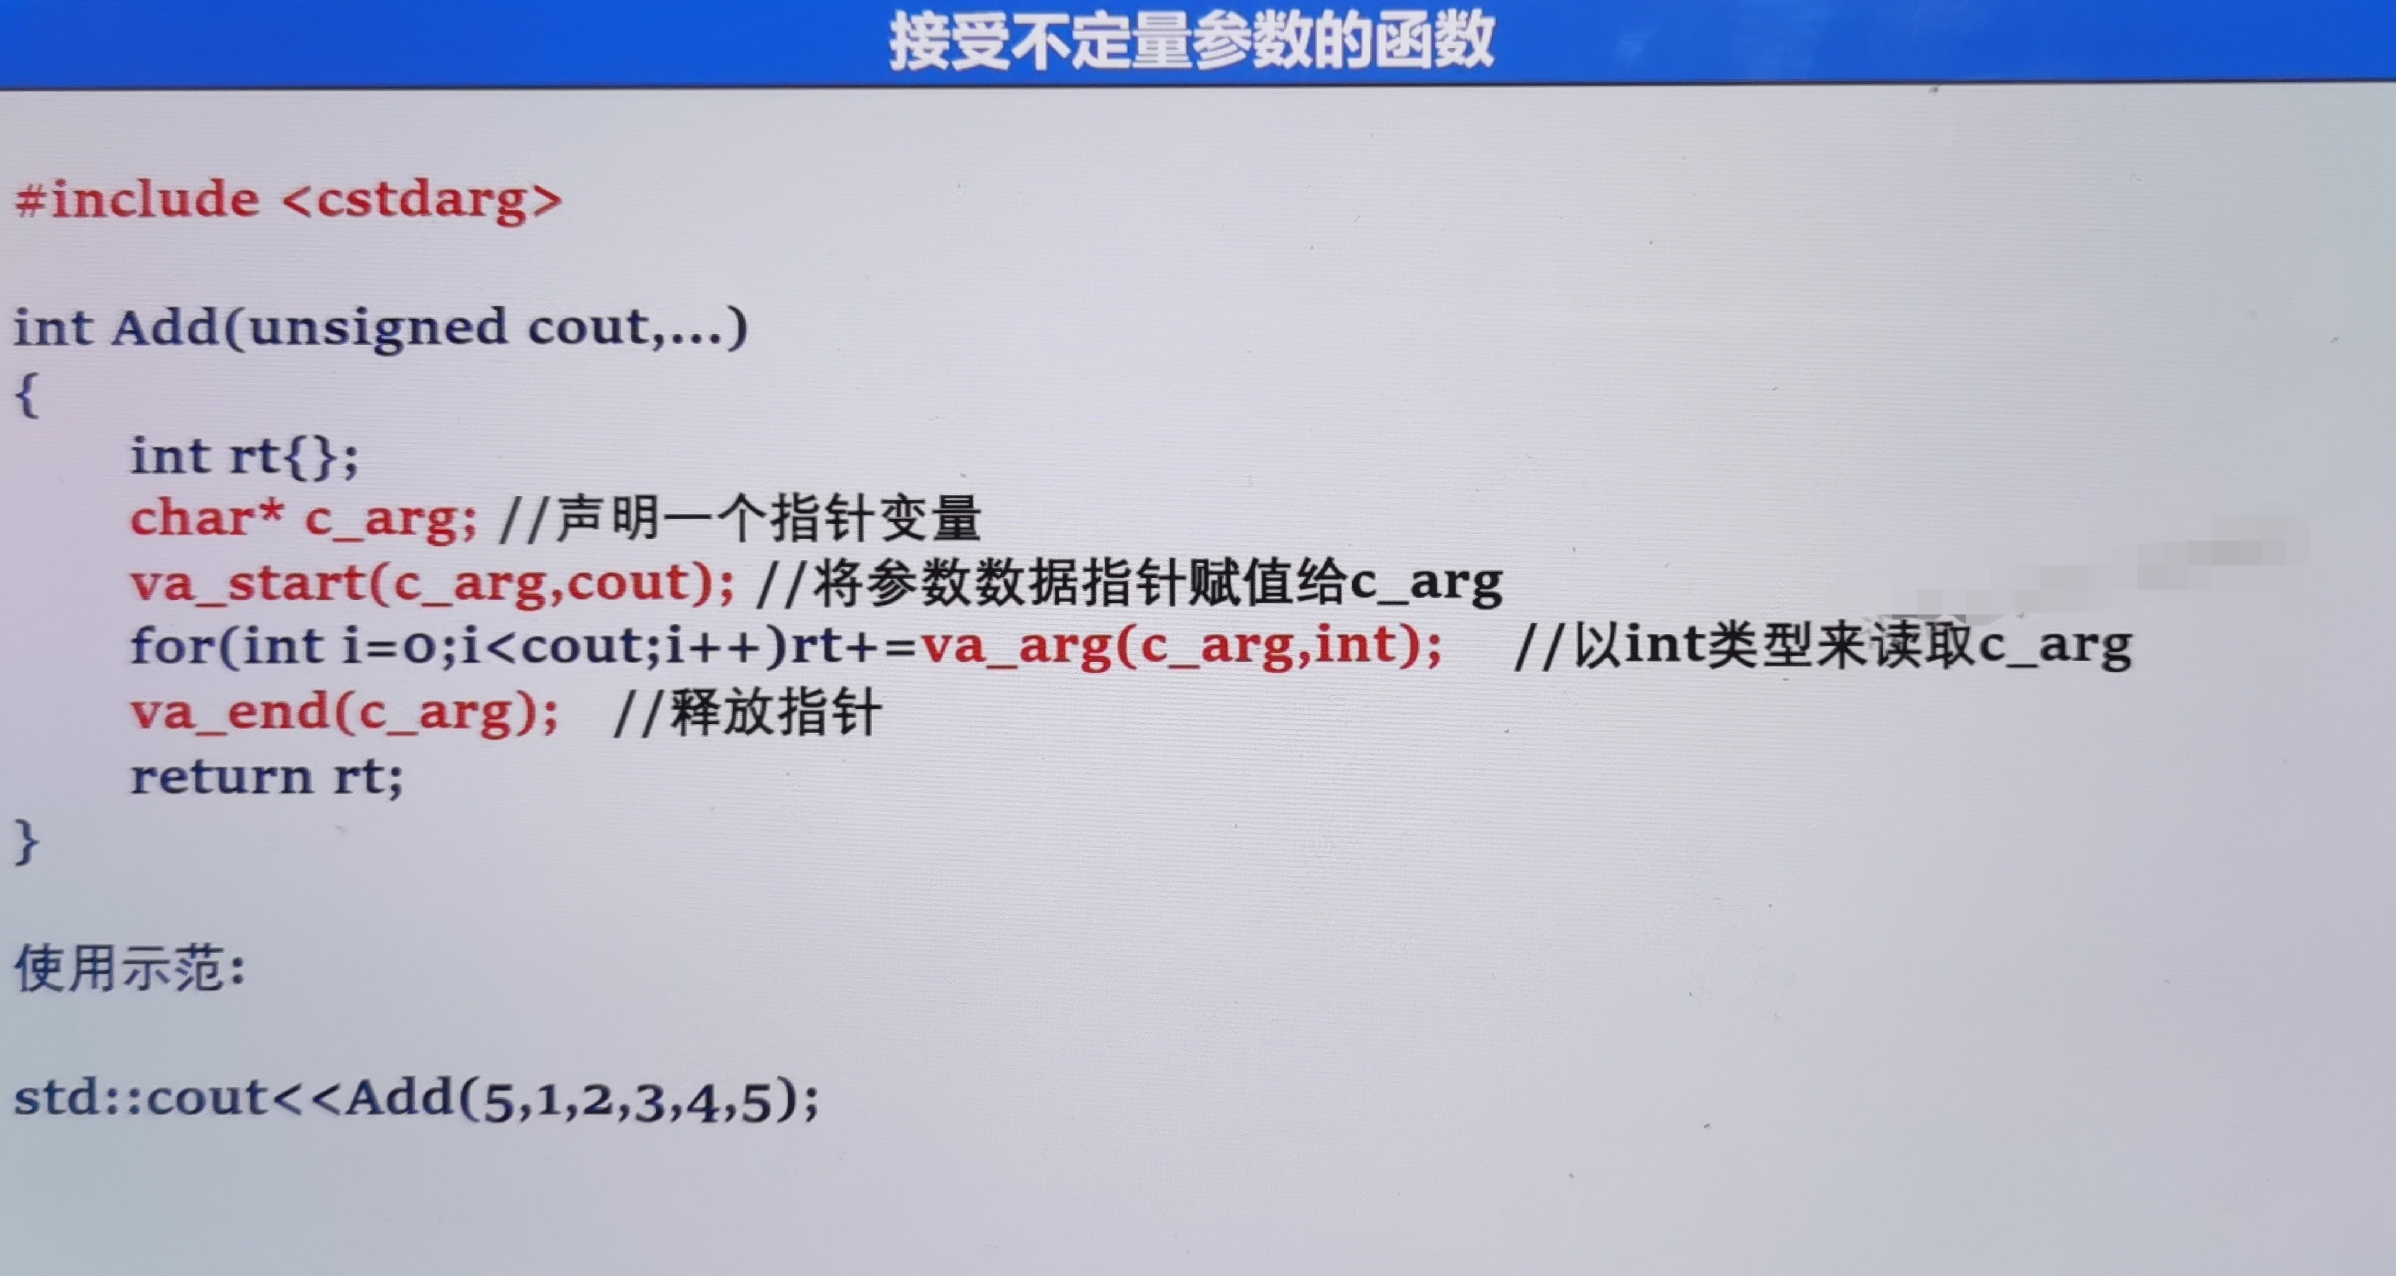 接受不定量参数的函数
#include <cstdarg>
int Add(unsigned cout,...)
{
int rt{};
char* c_arg; //声明一个指针变量
va_start(c_arg,cout); //将参数数据指针赋值给c_arg
for(int i=0;i<cout;i++)rt+=va_arg(c_arg,int); //以int类型来读取c_arg
va_end(c_arg); //释放指针
return rt;
}
使用示范:
std::cout<<Add(5,1,2,3,4,5);